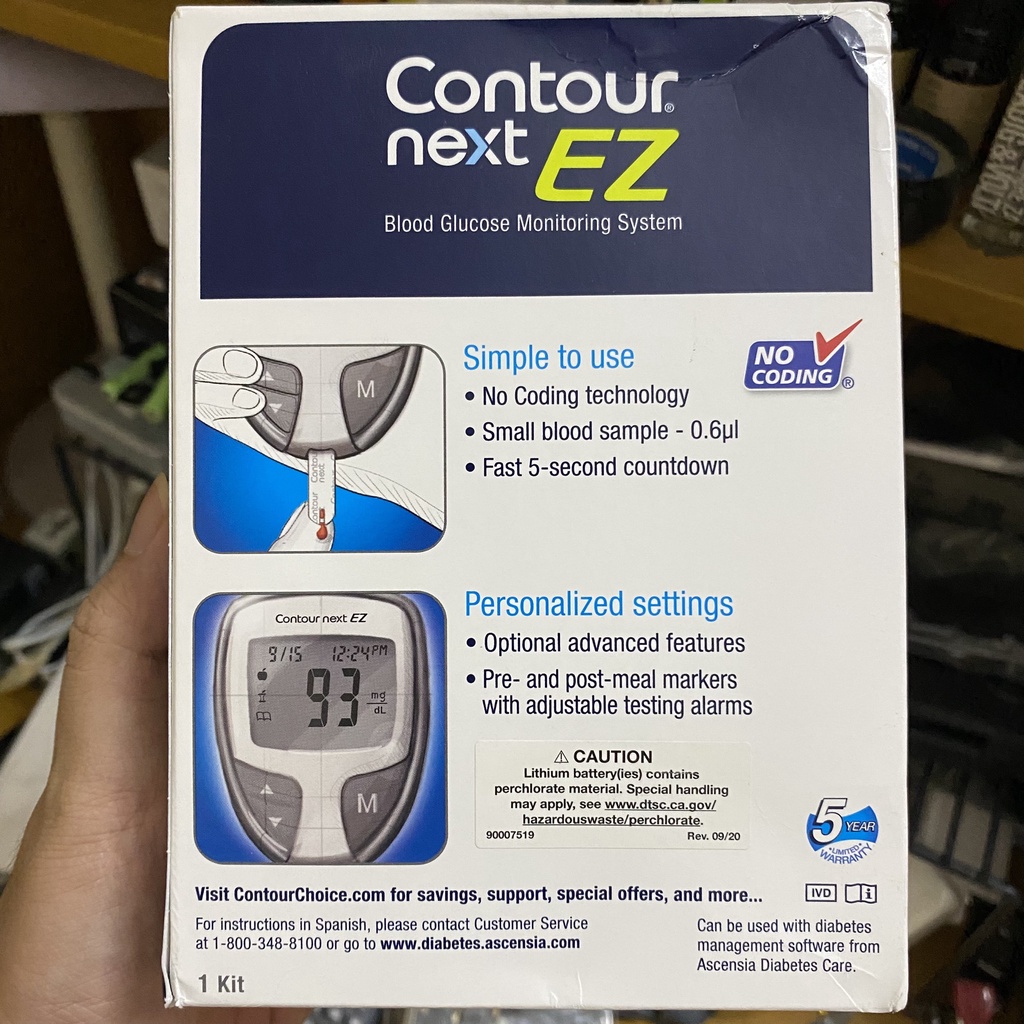 Contour®
next EZ
Blood Glucose Monitoring System
M
Contour
next
Contour
Simple to use
• No Coding technology
• Small blood sample - 0.6µl
• Fast 5-second countdown
NO
CODING®
Contour next EZ
9/15 12:24 PM
93 mg/dL
M
Personalized settings
• Optional advanced features
• Pre- and post-meal markers
with adjustable testing alarms
⚠ CAUTION
Lithium battery(ies) contains
perchlorate material. Special handling
may apply, see www.dtsc.ca.gov/
hazardouswaste/perchlorate.
90007519 Rev. 09/20
5 YEAR
•LIMITED•
WARRANTY
Visit ContourChoice.com for savings, support, special offers, and more...
IVD
i
For instructions in Spanish, please contact Customer Service
at 1-800-348-8100 or go to www.diabetes.ascensia.com
Can be used with diabetes
management software from
Ascensia Diabetes Care.
1 Kit